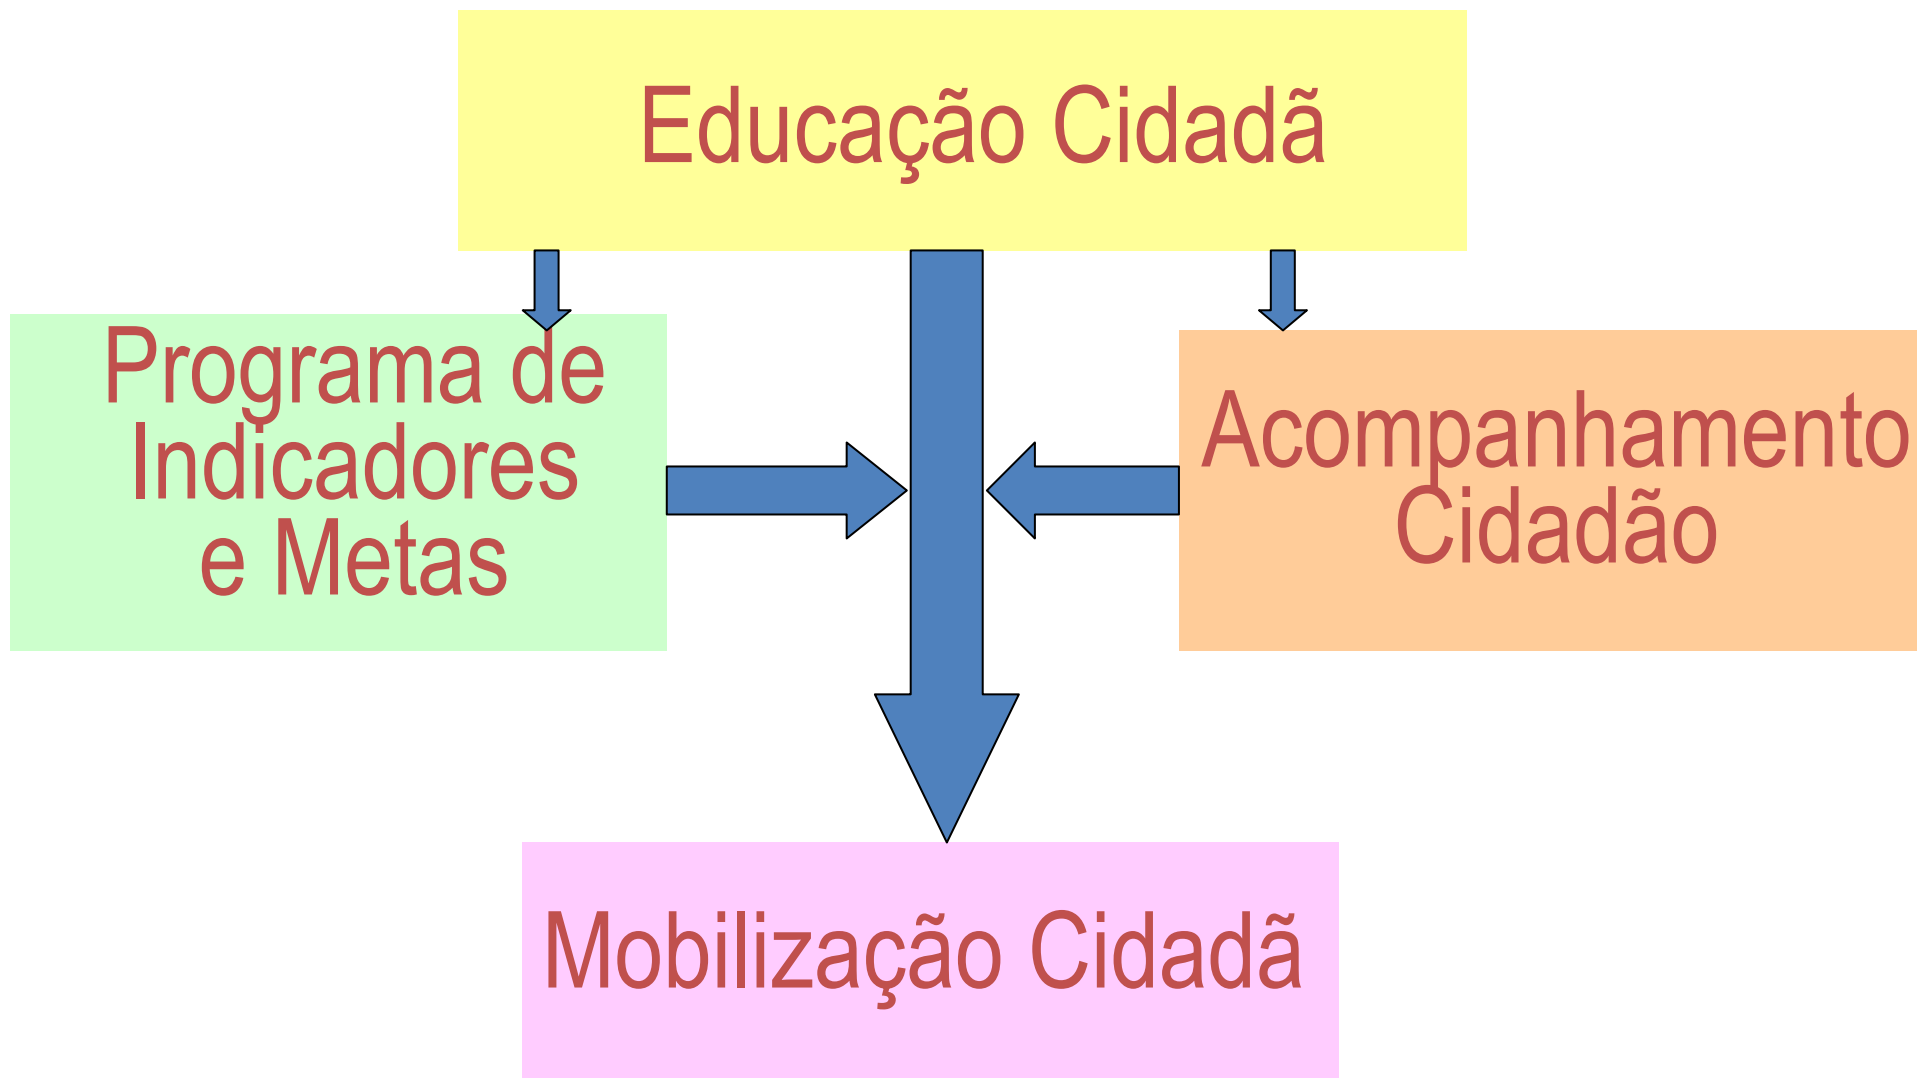 Educação Cidadã
Programa de
Indicadores
e Metas
Acompanhamento
Cidadão
Mobilização Cidadã